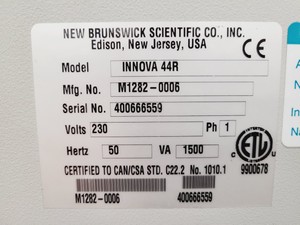 NEW BRUNSWICK SCIENTIFIC CO., INC.
Edison, New Jersey, USA
CE
Model INNOVA 44R
Mfg. No. M1282-0006
Serial No. 400666559
Volts 230 Ph 1
Hertz 50 VA 1500
CERTIFIED TO CAN/CSA STD. C22.2 No. 1010.1
ETL
9900678
M1282-0006 400666559